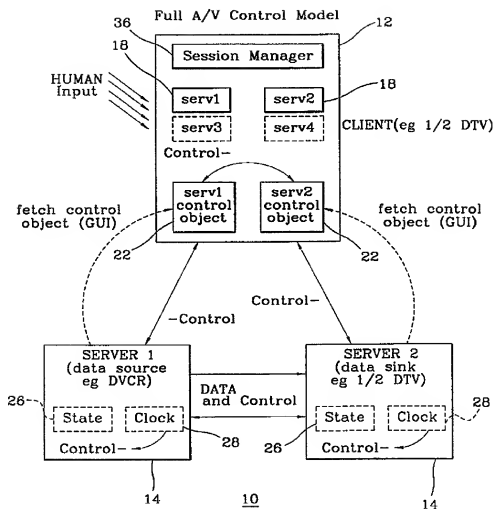 Full A/V Control Model
36
12
Session Manager
18
HUMAN
Input
serv1
serv2
18
serv3
serv4
CLIENT(eg 1/2 DTV)
Control-
serv1
control
object
serv2
control
object
fetch control
object (GUI)
fetch control
object (GUI)
22
22
-Control
Control-
SERVER 1
(data source
eg DVCR)
SERVER 2
(data sink
eg 1/2 DTV)
DATA
and Control
26
State
Clock
28
State
Clock
28
Control-
26
Control-
14
10
14